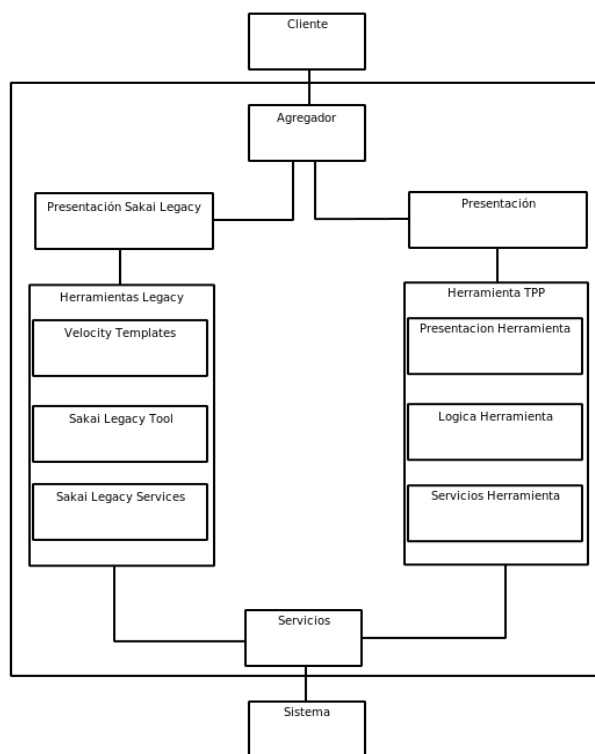 Cliente
Agregador
Presentación Sakai Legacy
Presentación
Herramientas Legacy
Velocity Templates
Sakai Legacy Tool
Sakai Legacy Services
Herramienta TPP
Presentacion Herramienta
Logica Herramienta
Servicios Herramienta
Servicios
Sistema